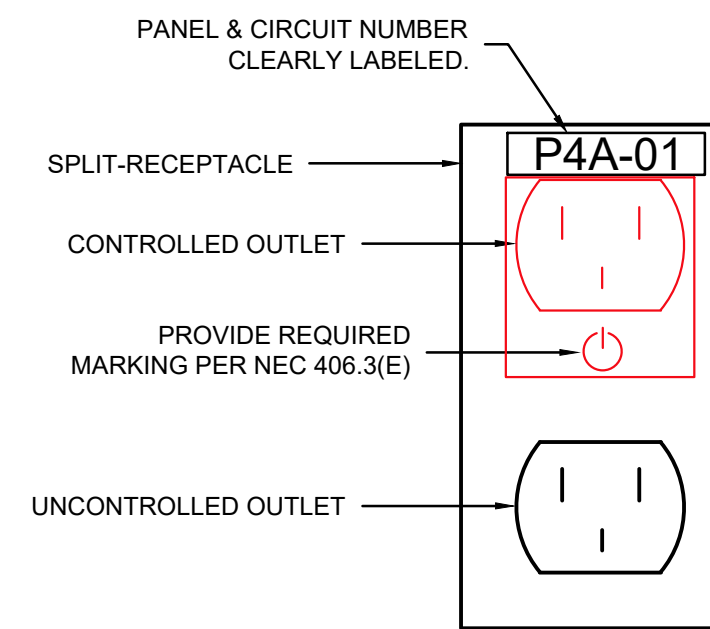 PANEL & CIRCUIT NUMBER
CLEARLY LABELED.
P4A-01
SPLIT-RECEPTACLE
CONTROLLED OUTLET
PROVIDE REQUIRED
MARKING PER NEC 406.3(E)
UNCONTROLLED OUTLET